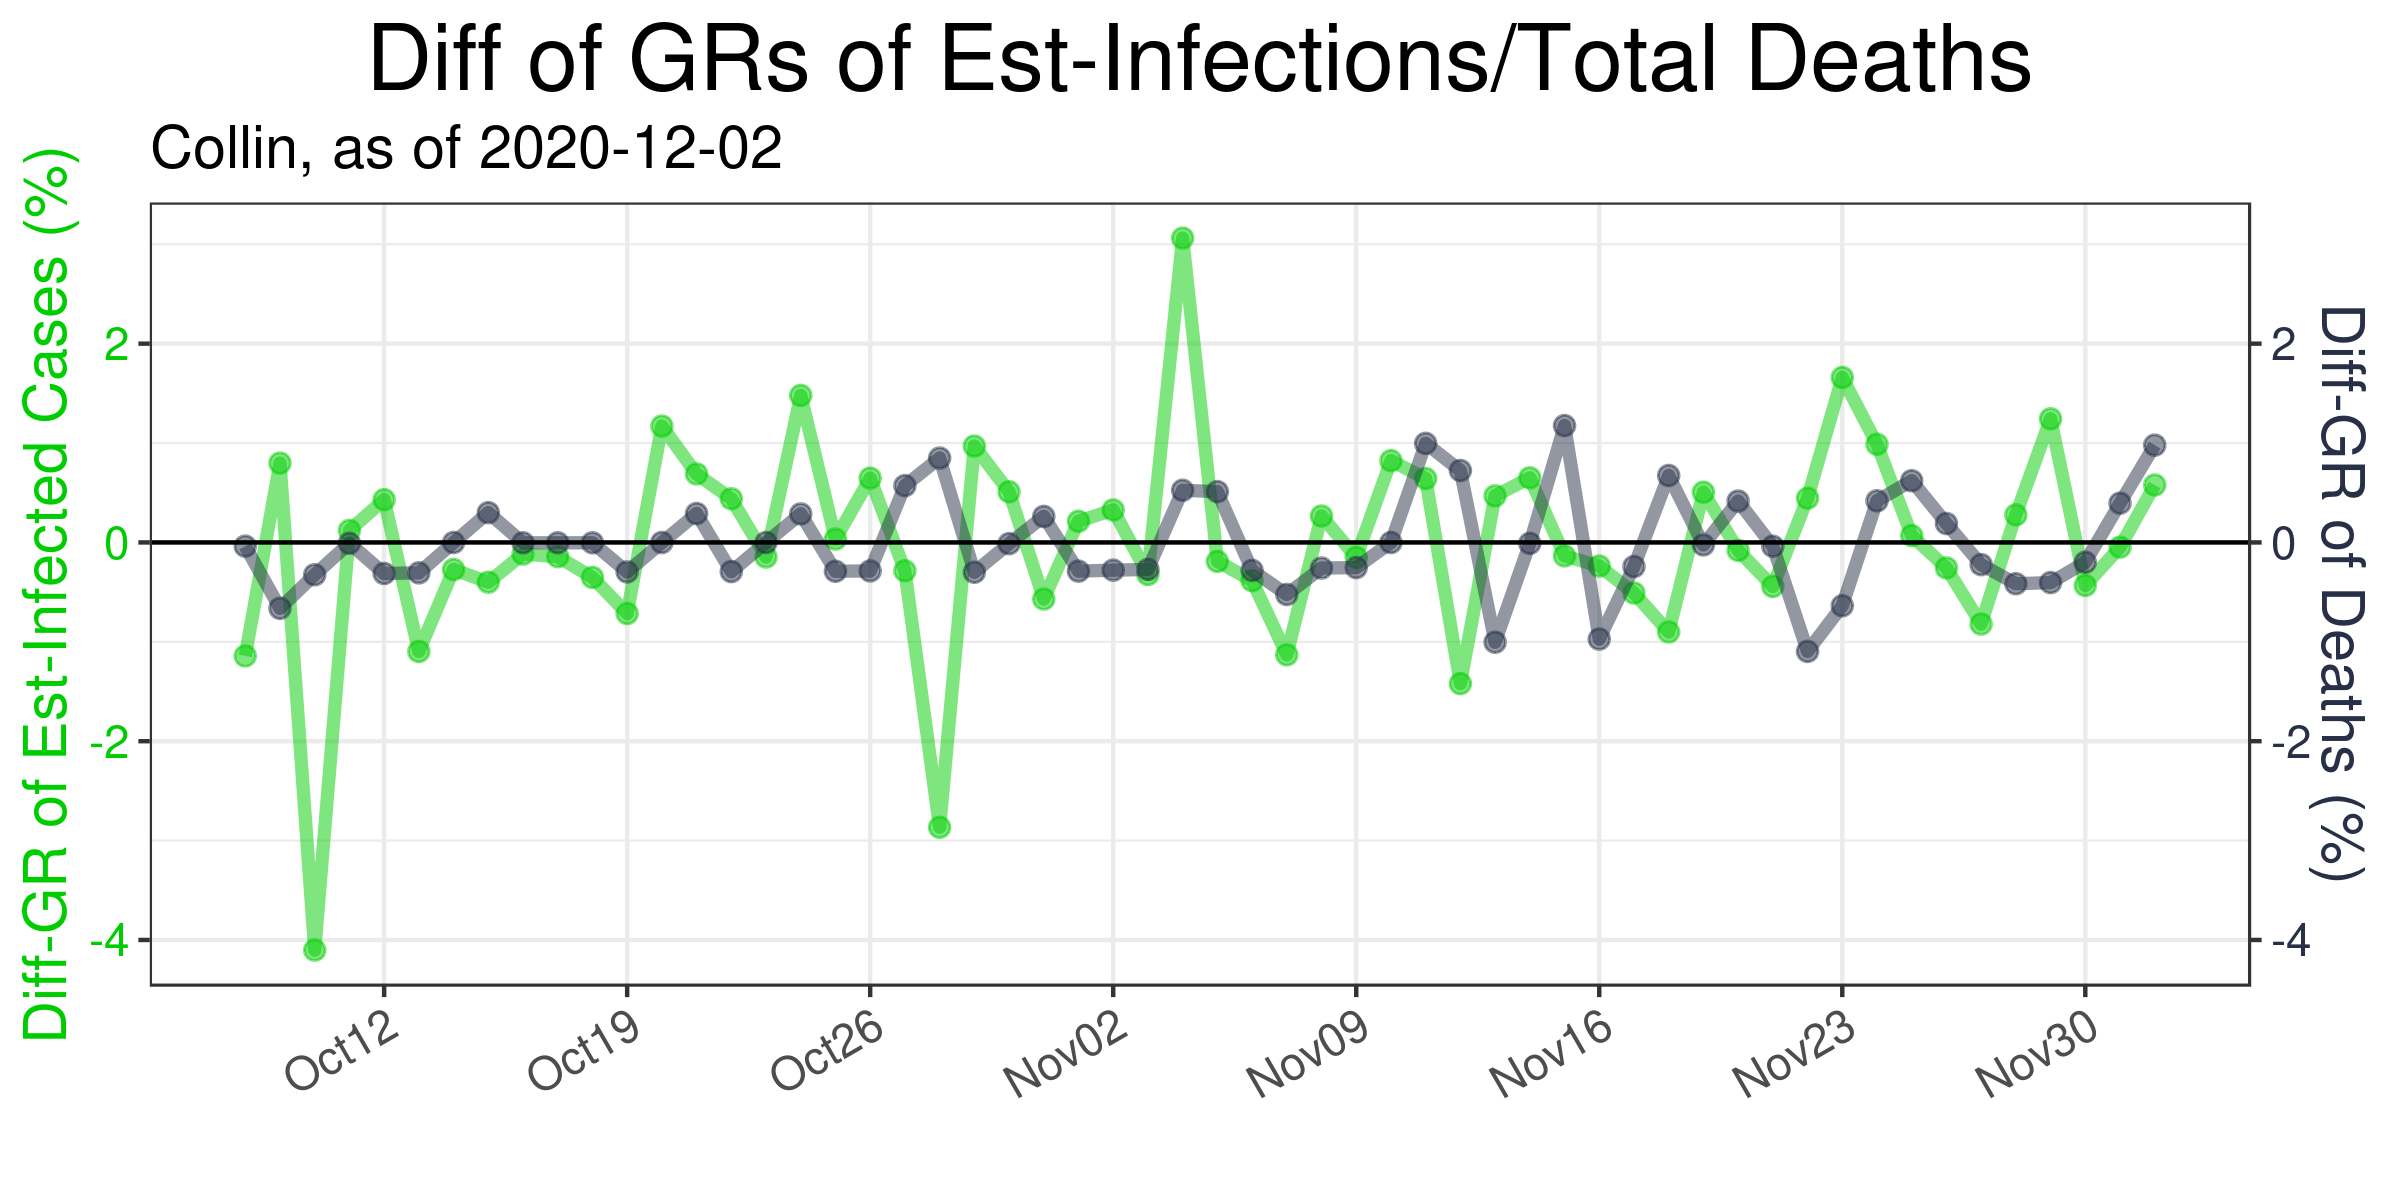 Diff of GRs of Est-Infections/Total Deaths
Collin, as of 2020-12-02
Diff-GR of Est-Infected Cases (%)
2
0
-2
-4
2
0
-2
-4
Diff-GR of Deaths (%)
Oct12
Oct19
Oct26
Nov02
Nov09
Nov16
Nov23
Nov30